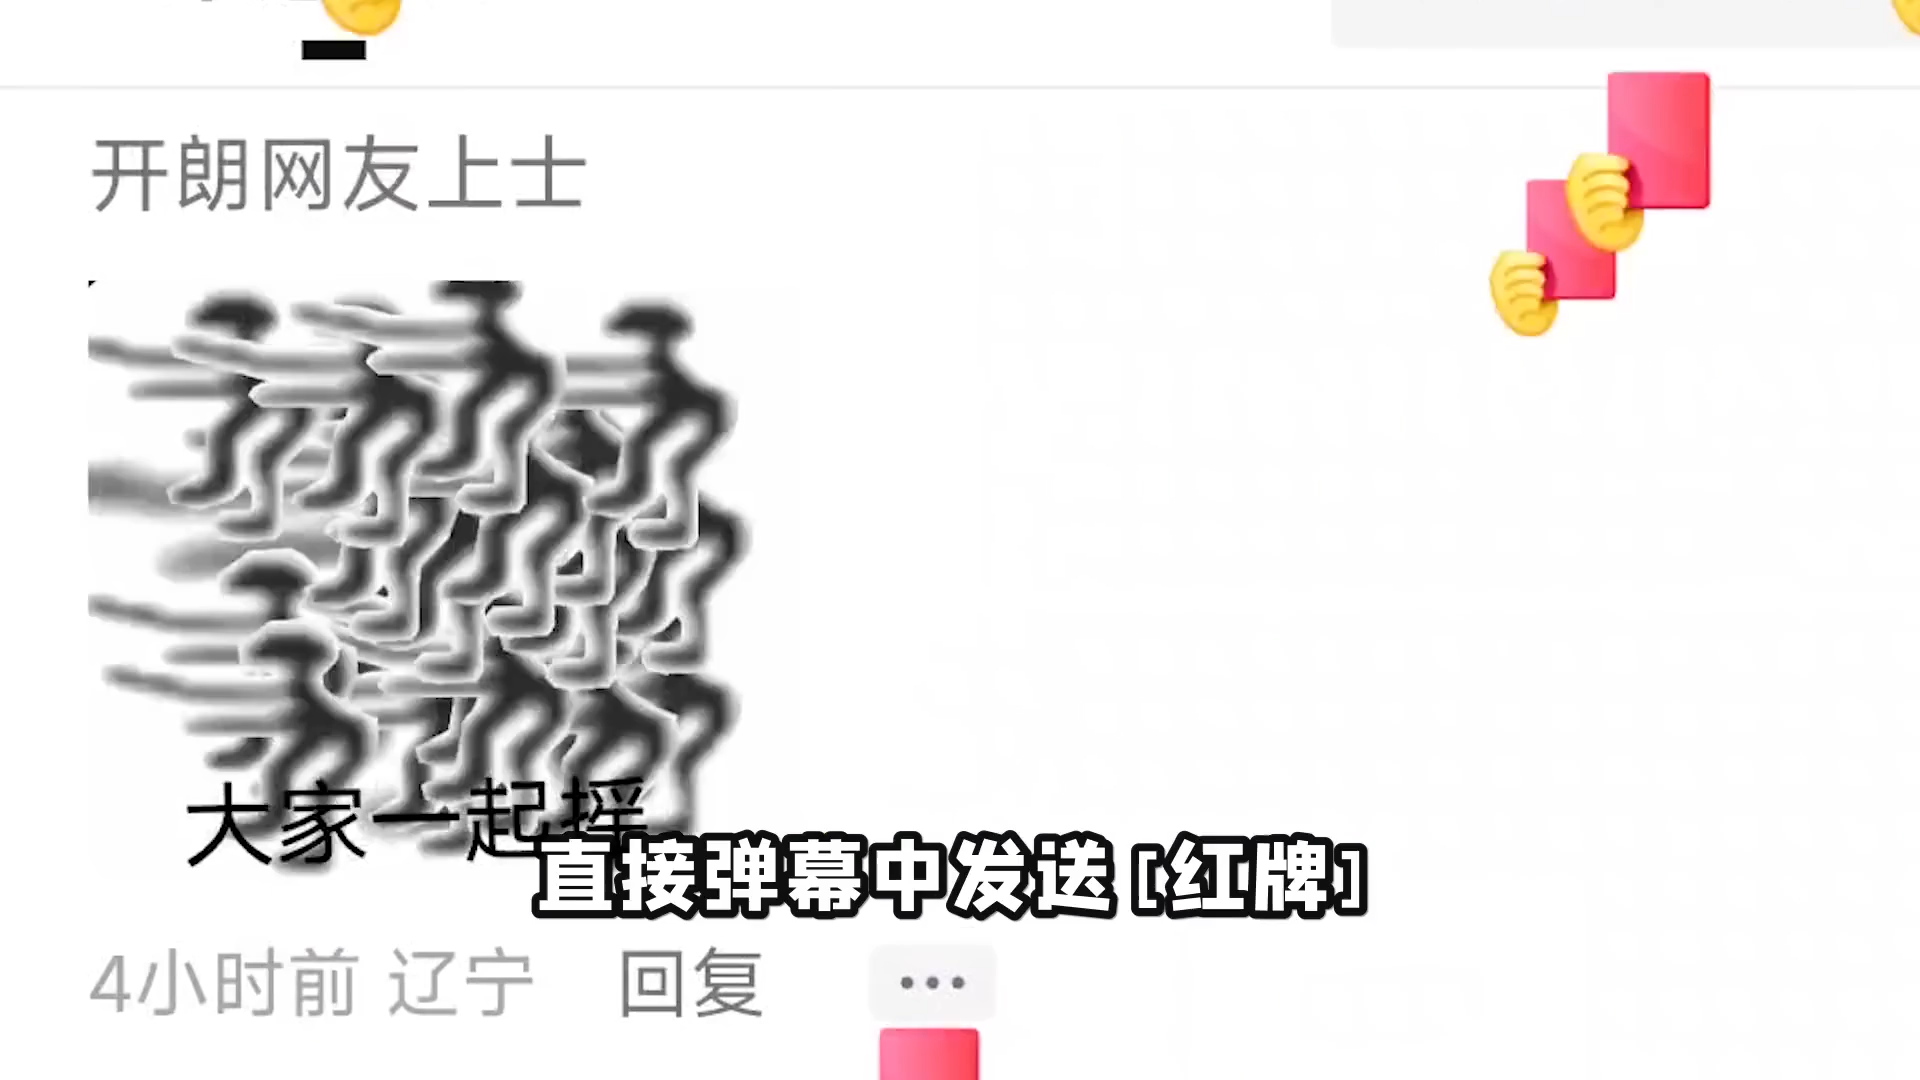 开朗网友上士
大家一起摇
直接弹幕中发送[红牌]
4小时前 辽宁 回复